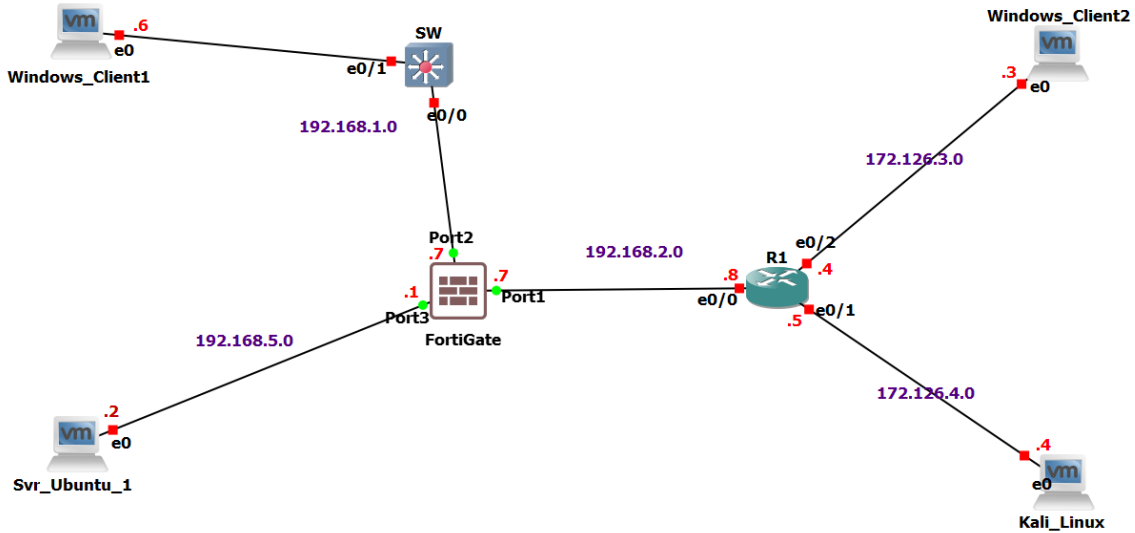 vm
.6
e0
Windows_Client1
SW
e0/1
e0/0
192.168.1.0
Windows_Client2
vm
.3
e0
172.126.3.0
Port2
.7
.7
Port1
.1
Port3
FortiGate
192.168.2.0
R1
e0/2
.8
.4
e0/0
e0/1
.5
192.168.5.0
172.126.4.0
vm
.2
e0
Svr_Ubuntu_1
.4
vm
e0
Kali_Linux